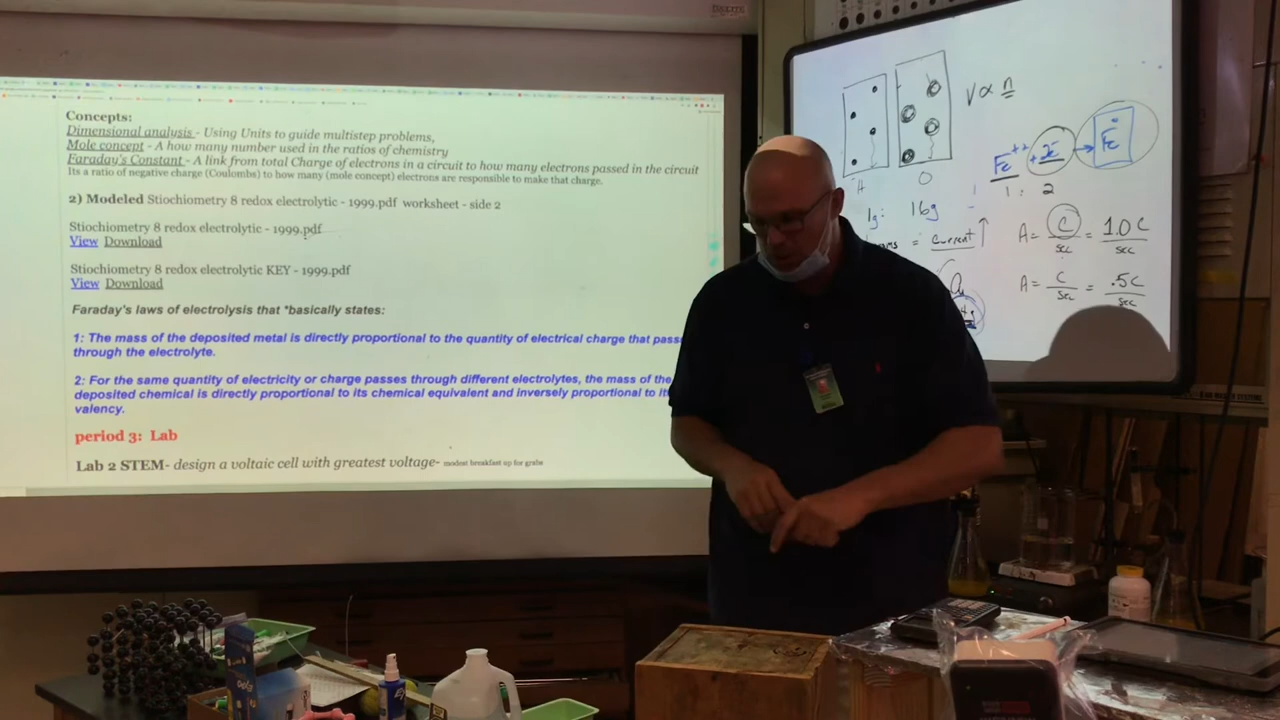 Concepts:
Dimensional analysis - Using Units to guide multistep problems,
Mole concept - A how many number used in the ratios of chemistry
Faraday's Constant - A link from total Charge of electrons in a circuit to how many electrons passed in the circuit
Its a ratio of negative charge (Coulombs) to how many (mole concept) electrons are responsible to make that charge.
2) Modeled Stiochiometry 8 redox electrolytic - 1999.pdf worksheet - side 2
Stiochiometry 8 redox electrolytic - 1999.pdf
View Download
Stiochiometry 8 redox electrolytic KEY - 1999.pdf
View Download
Faraday's laws of electrolysis that *basically states:
1: The mass of the deposited metal is directly proportional to the quantity of electrical charge that pass
through the electrolyte.
2: For the same quantity of electricity or charge passes through different electrolytes, the mass of the
deposited chemical is directly proportional to its chemical equivalent and inversely proportional to it
valency.
period 3: Lab
Lab 2 STEM- design a voltaic cell with greatest voltage- modest breakfast up for grabs
V ∝ n
Fe++ + 2e → Fe°
1 : 2
H O
1g: 16g
= current ↑
A = C/sec = 1.0 C/sec
A = C/sec = .5C/sec